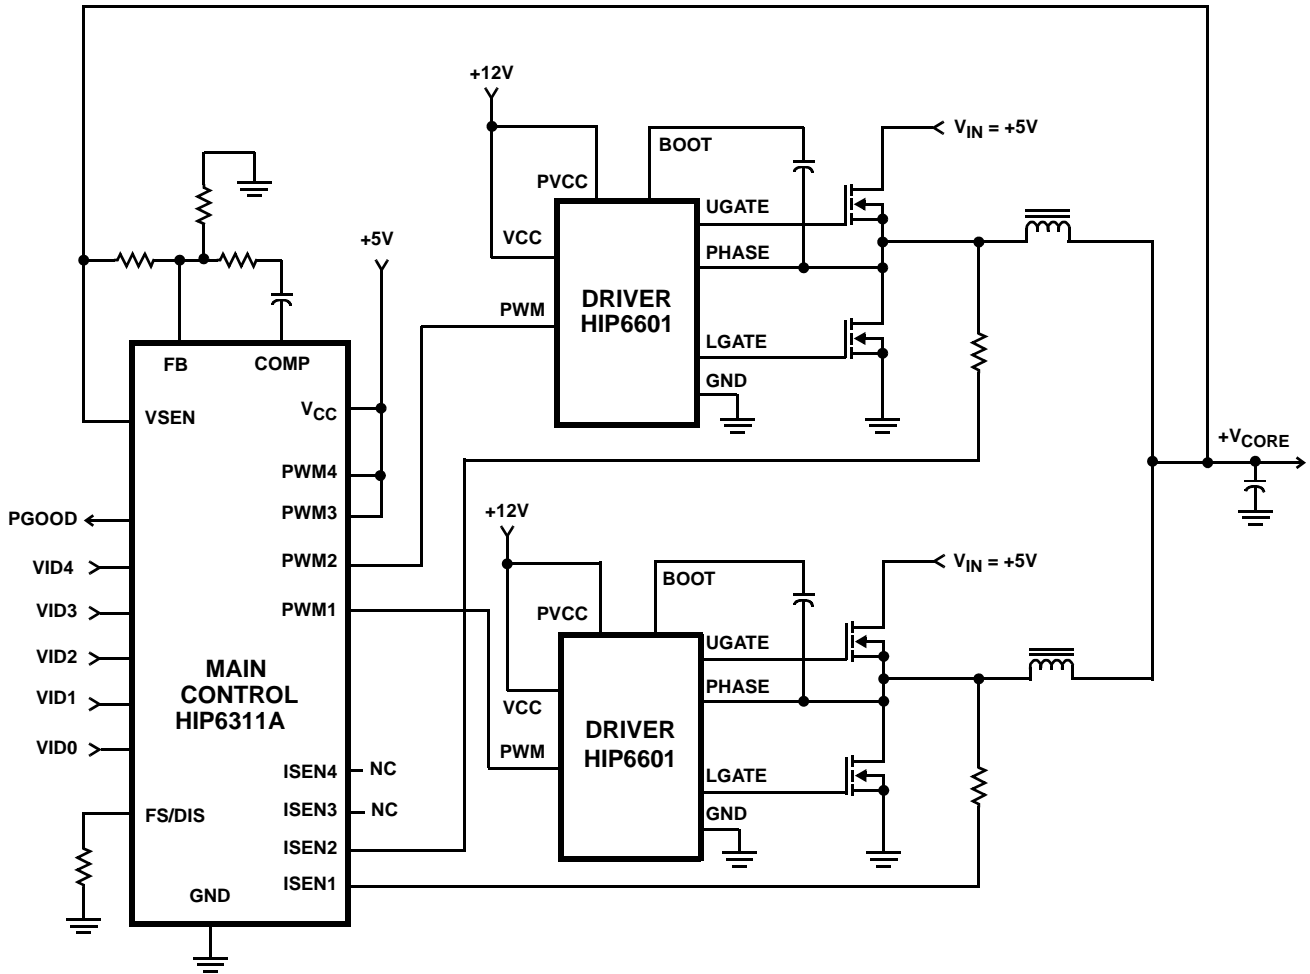 +12V
BOOT
V_IN = +5V
PVCC
UGATE
+5V
VCC
PHASE
DRIVER
HIP6601
PWM
LGATE
FB
COMP
GND
VSEN
V_CC
+V_CORE
PWM4
PWM3
+12V
PGOOD
PWM2
V_IN = +5V
VID4
BOOT
VID3
PWM1
PVCC
UGATE
VID2
MAIN
CONTROL
HIP6311A
PHASE
VID1
VCC
DRIVER
HIP6601
VID0
PWM
ISEN4
NC
LGATE
ISEN3
NC
FS/DIS
GND
ISEN2
ISEN1
GND